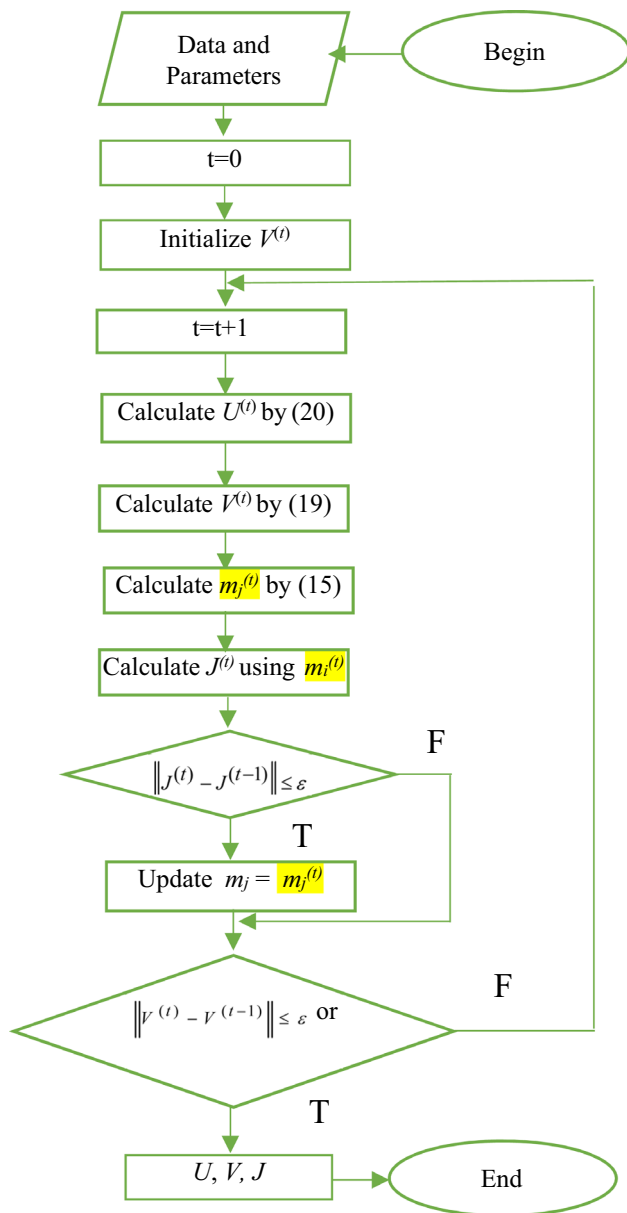 Data and
Parameters
Begin
t=0
Initialize V⁽ᵗ⁾
t=t+1
Calculate U⁽ᵗ⁾ by (20)
Calculate V⁽ᵗ⁾ by (19)
Calculate mⱼ⁽ᵗ⁾ by (15)
Calculate J⁽ᵗ⁾ using mᵢ⁽ᵗ⁾
F
‖J⁽ᵗ⁾ − J⁽ᵗ⁻¹⁾‖ ≤ ε
T
Update mⱼ = mⱼ⁽ᵗ⁾
F
‖V⁽ᵗ⁾ − V⁽ᵗ⁻¹⁾‖ ≤ ε or
T
U, V, J
End